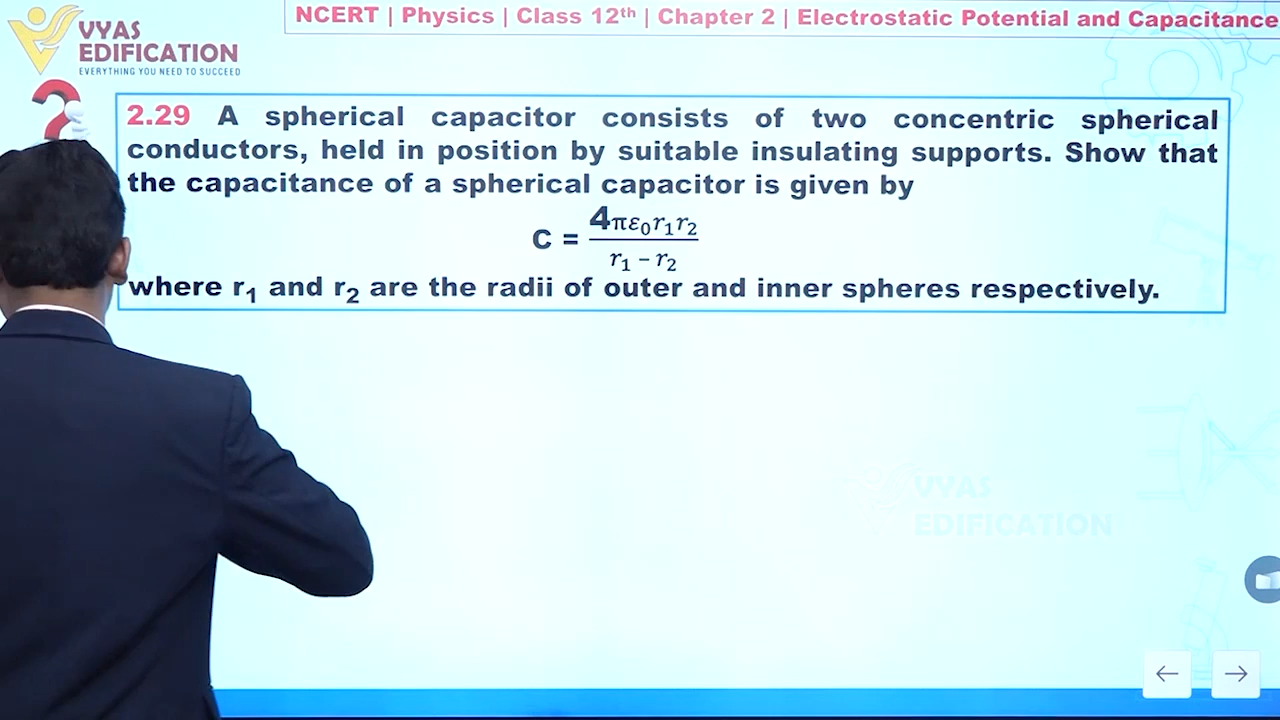 NCERT | Physics | Class 12th | Chapter 2 | Electrostatic Potential and Capacitance
VYAS
EDIFICATION
EVERYTHING YOU NEED TO SUCCEED
2.29 A spherical capacitor consists of two concentric spherical
conductors, held in position by suitable insulating supports. Show that
the capacitance of a spherical capacitor is given by
C = 4πε₀r₁r₂ / r₁ – r₂
where r₁ and r₂ are the radii of outer and inner spheres respectively.
VYAS
EDIFICATION